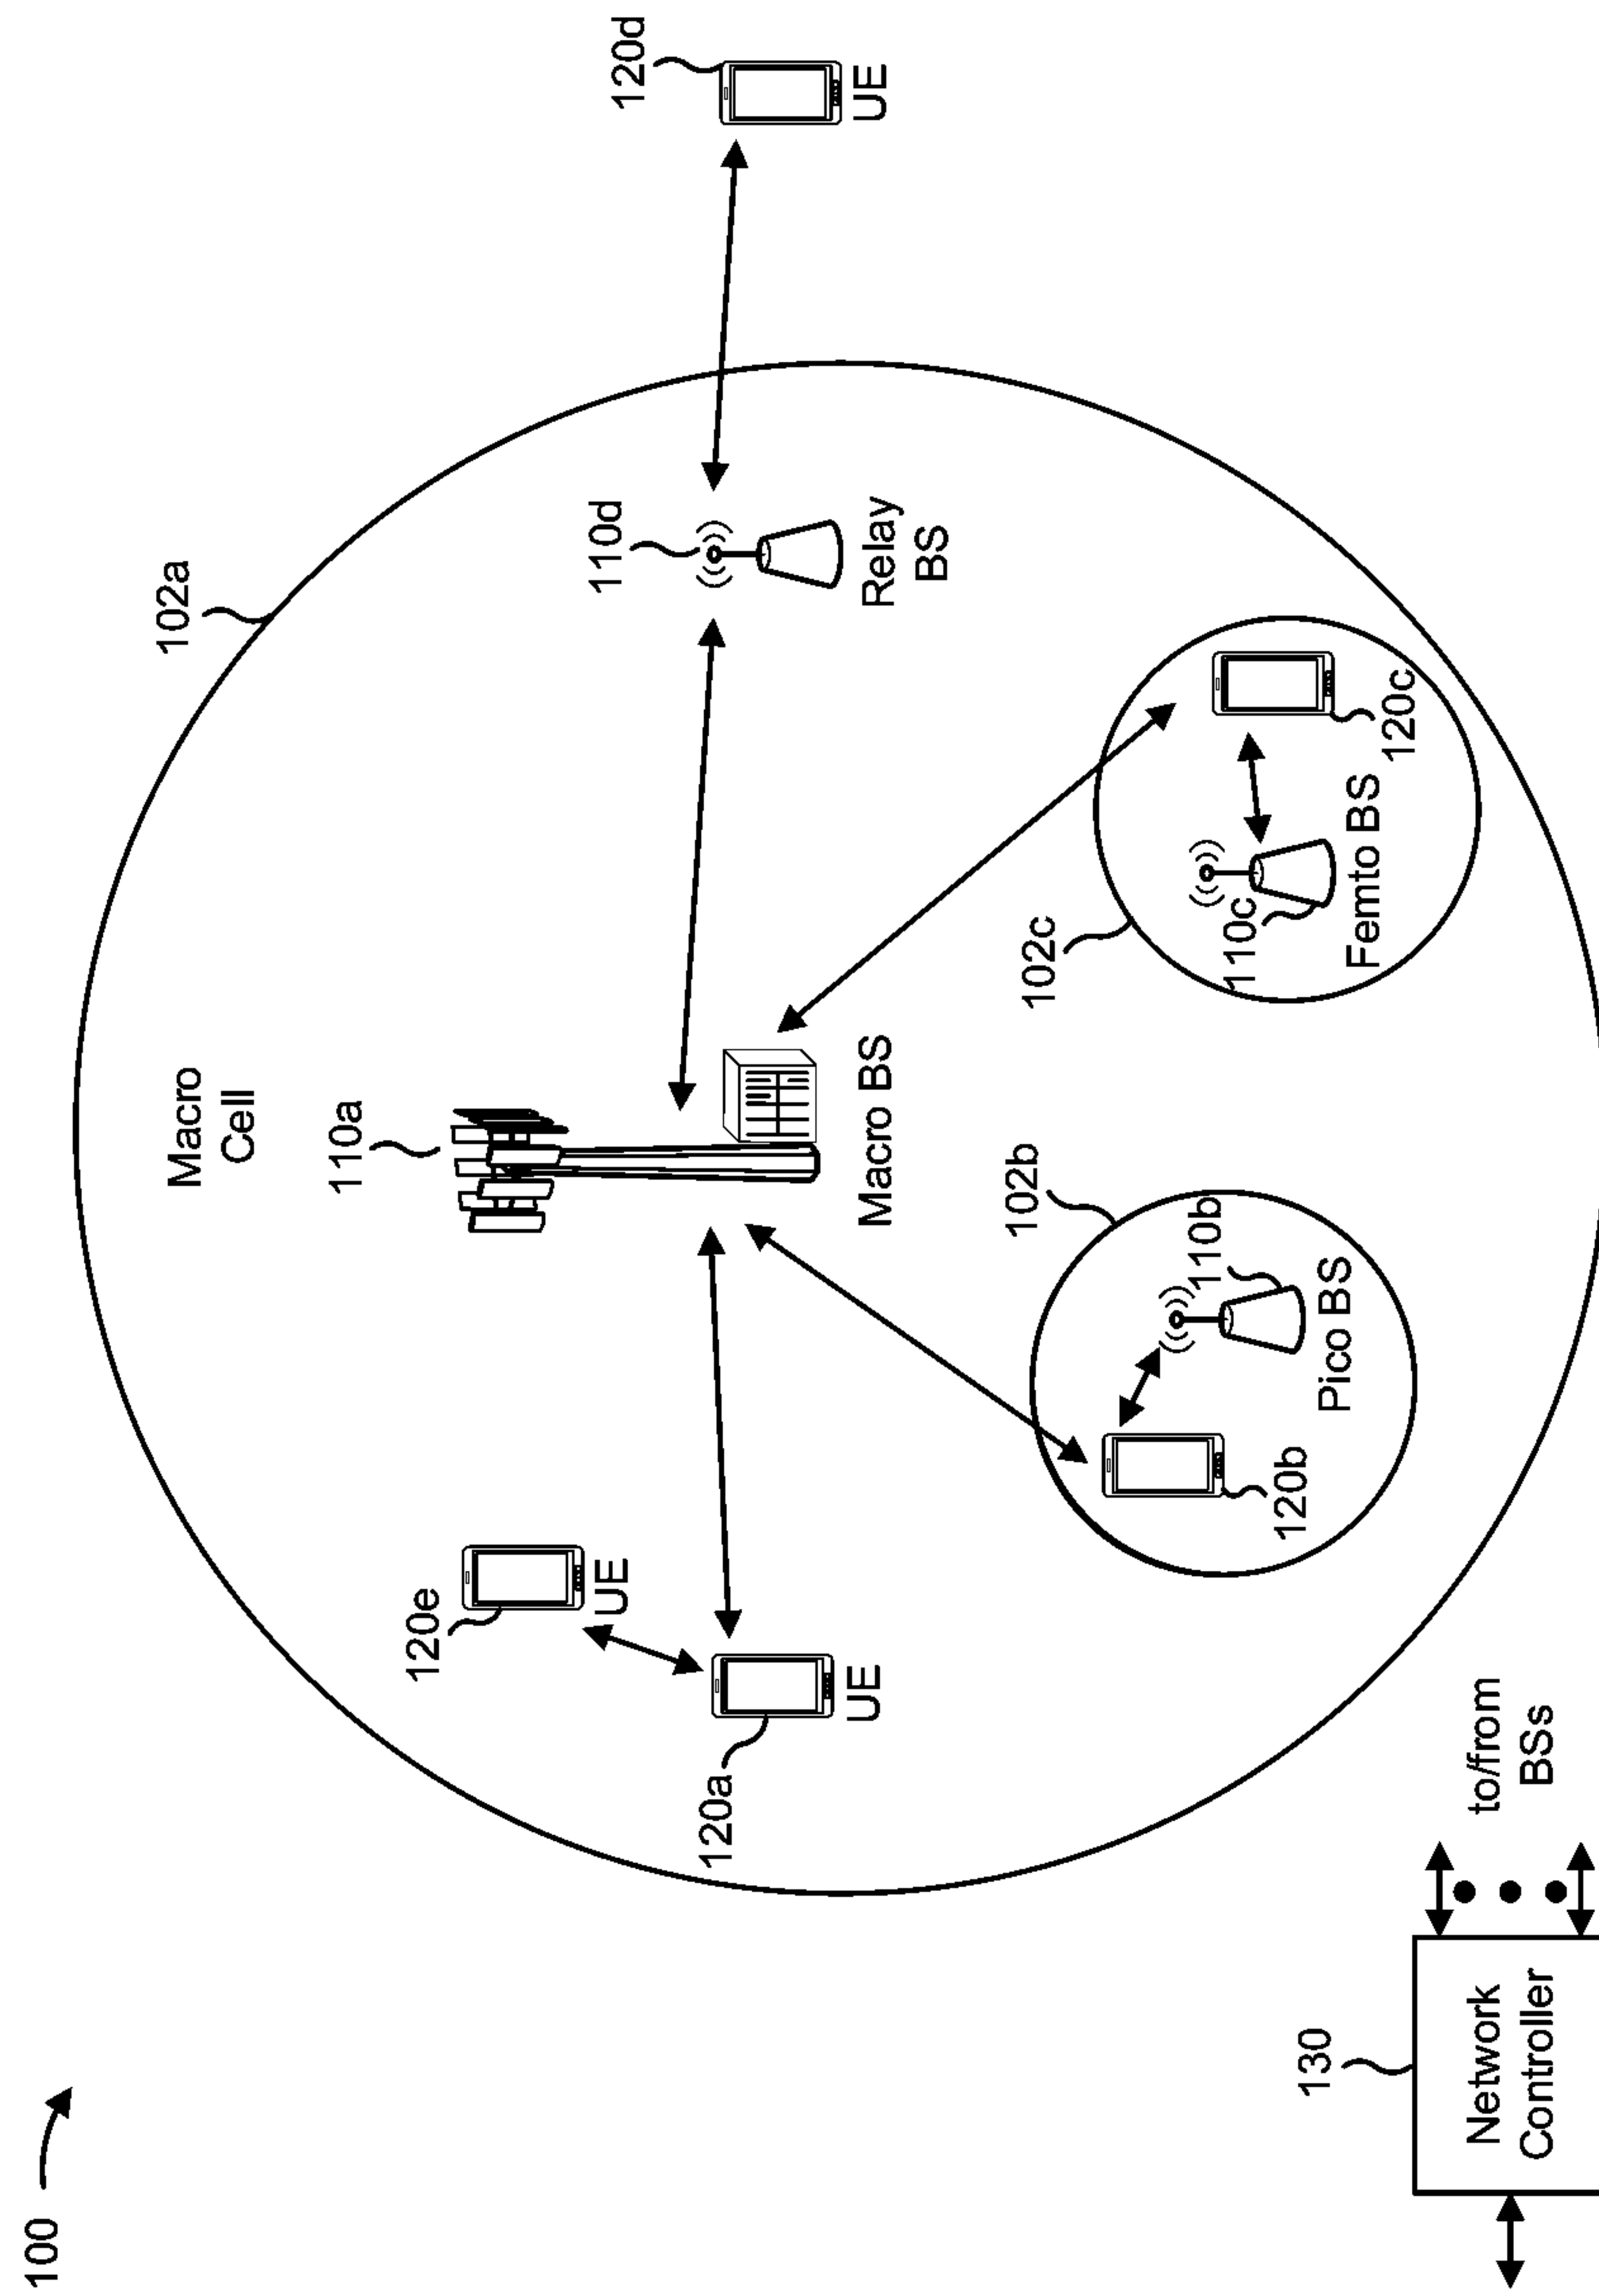 100
102a
Macro
Cell
110a
120e
UE
120a
UE
Macro BS
110d
Relay
BS
120d
UE
102b
110b
120b
Pico BS
102c
110c
120c
Femto BS
130
Network
Controller
to/from
BSs